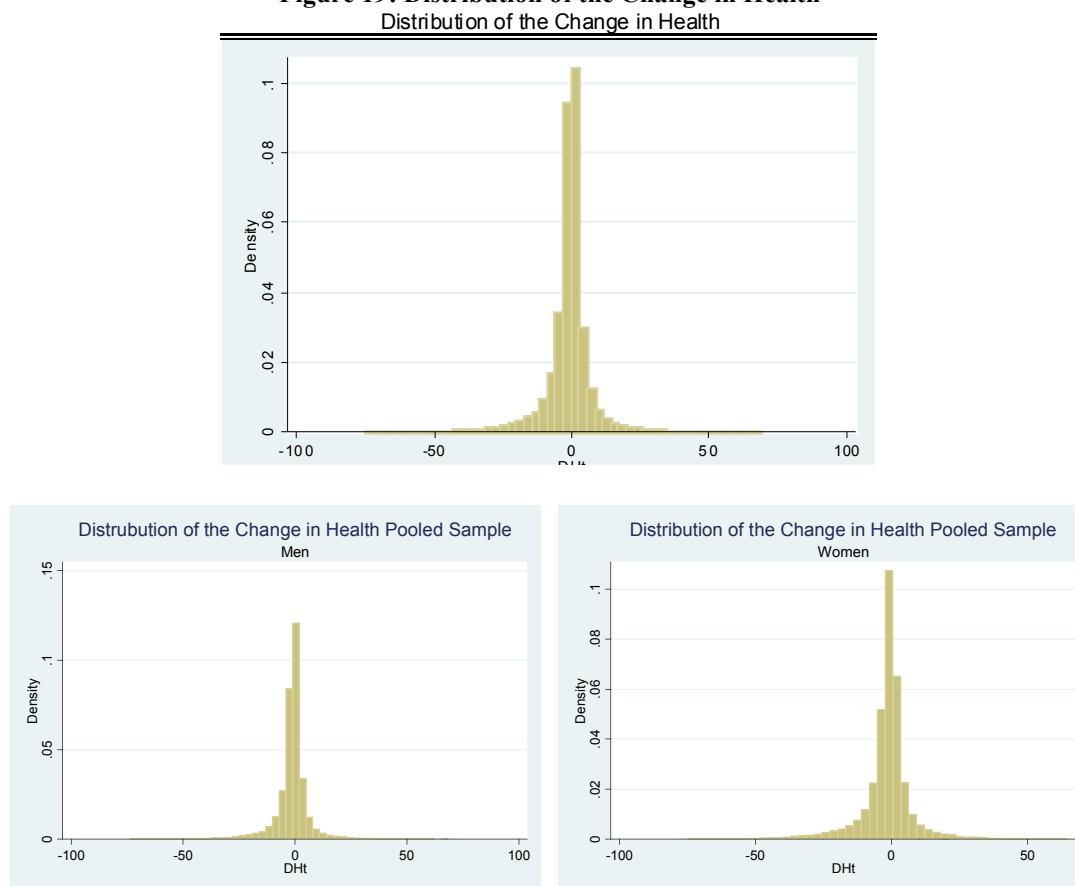 Figure 19: Distribution of the Change in Health
Distribution of the Change in Health
Density
.1
.08
.06
.04
.02
0
-100 -50 0 50 100
DHt
Distrubution of the Change in Health Pooled Sample
Men
Density
.15
.1
.05
0
-100 -50 0 50 100
DHt
Distribution of the Change in Health Pooled Sample
Women
Density
.1
.08
.06
.04
.02
0
-100 -50 0 50
DHt